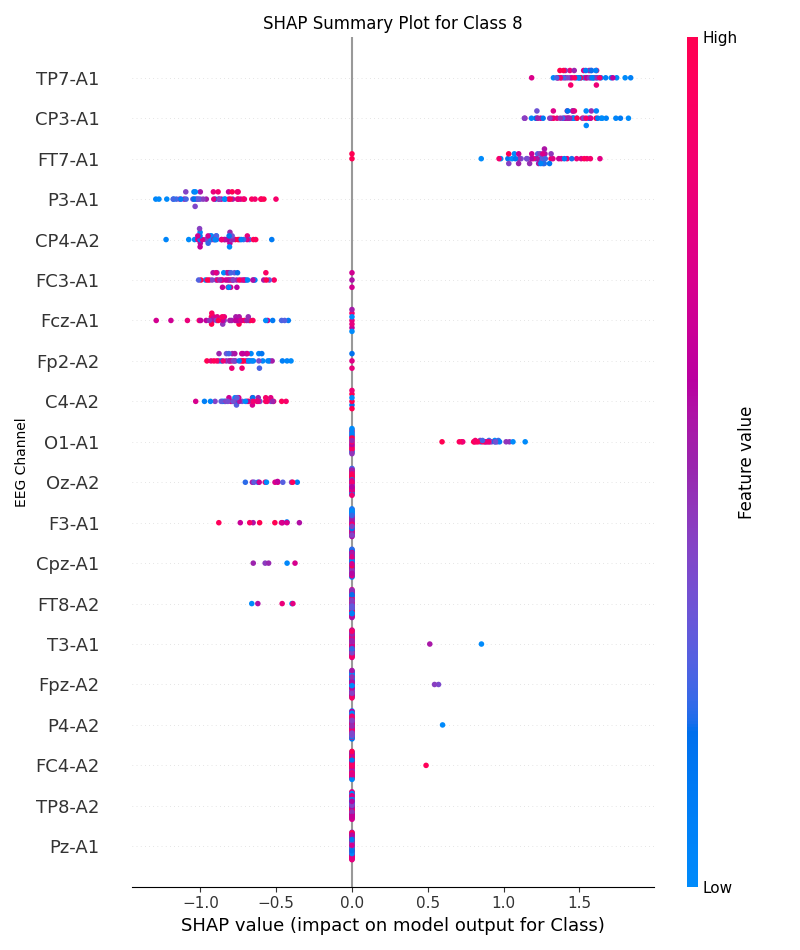 SHAP Summary Plot for Class 8
High
TP7-A1
CP3-A1
FT7-A1
P3-A1
CP4-A2
FC3-A1
Fcz-A1
Fp2-A2
C4-A2
O1-A1
Oz-A2
F3-A1
Cpz-A1
FT8-A2
T3-A1
Fpz-A2
P4-A2
FC4-A2
TP8-A2
Pz-A1
EEG Channel
Feature value
Low
−1.0 −0.5 0.0 0.5 1.0 1.5
SHAP value (impact on model output for Class)